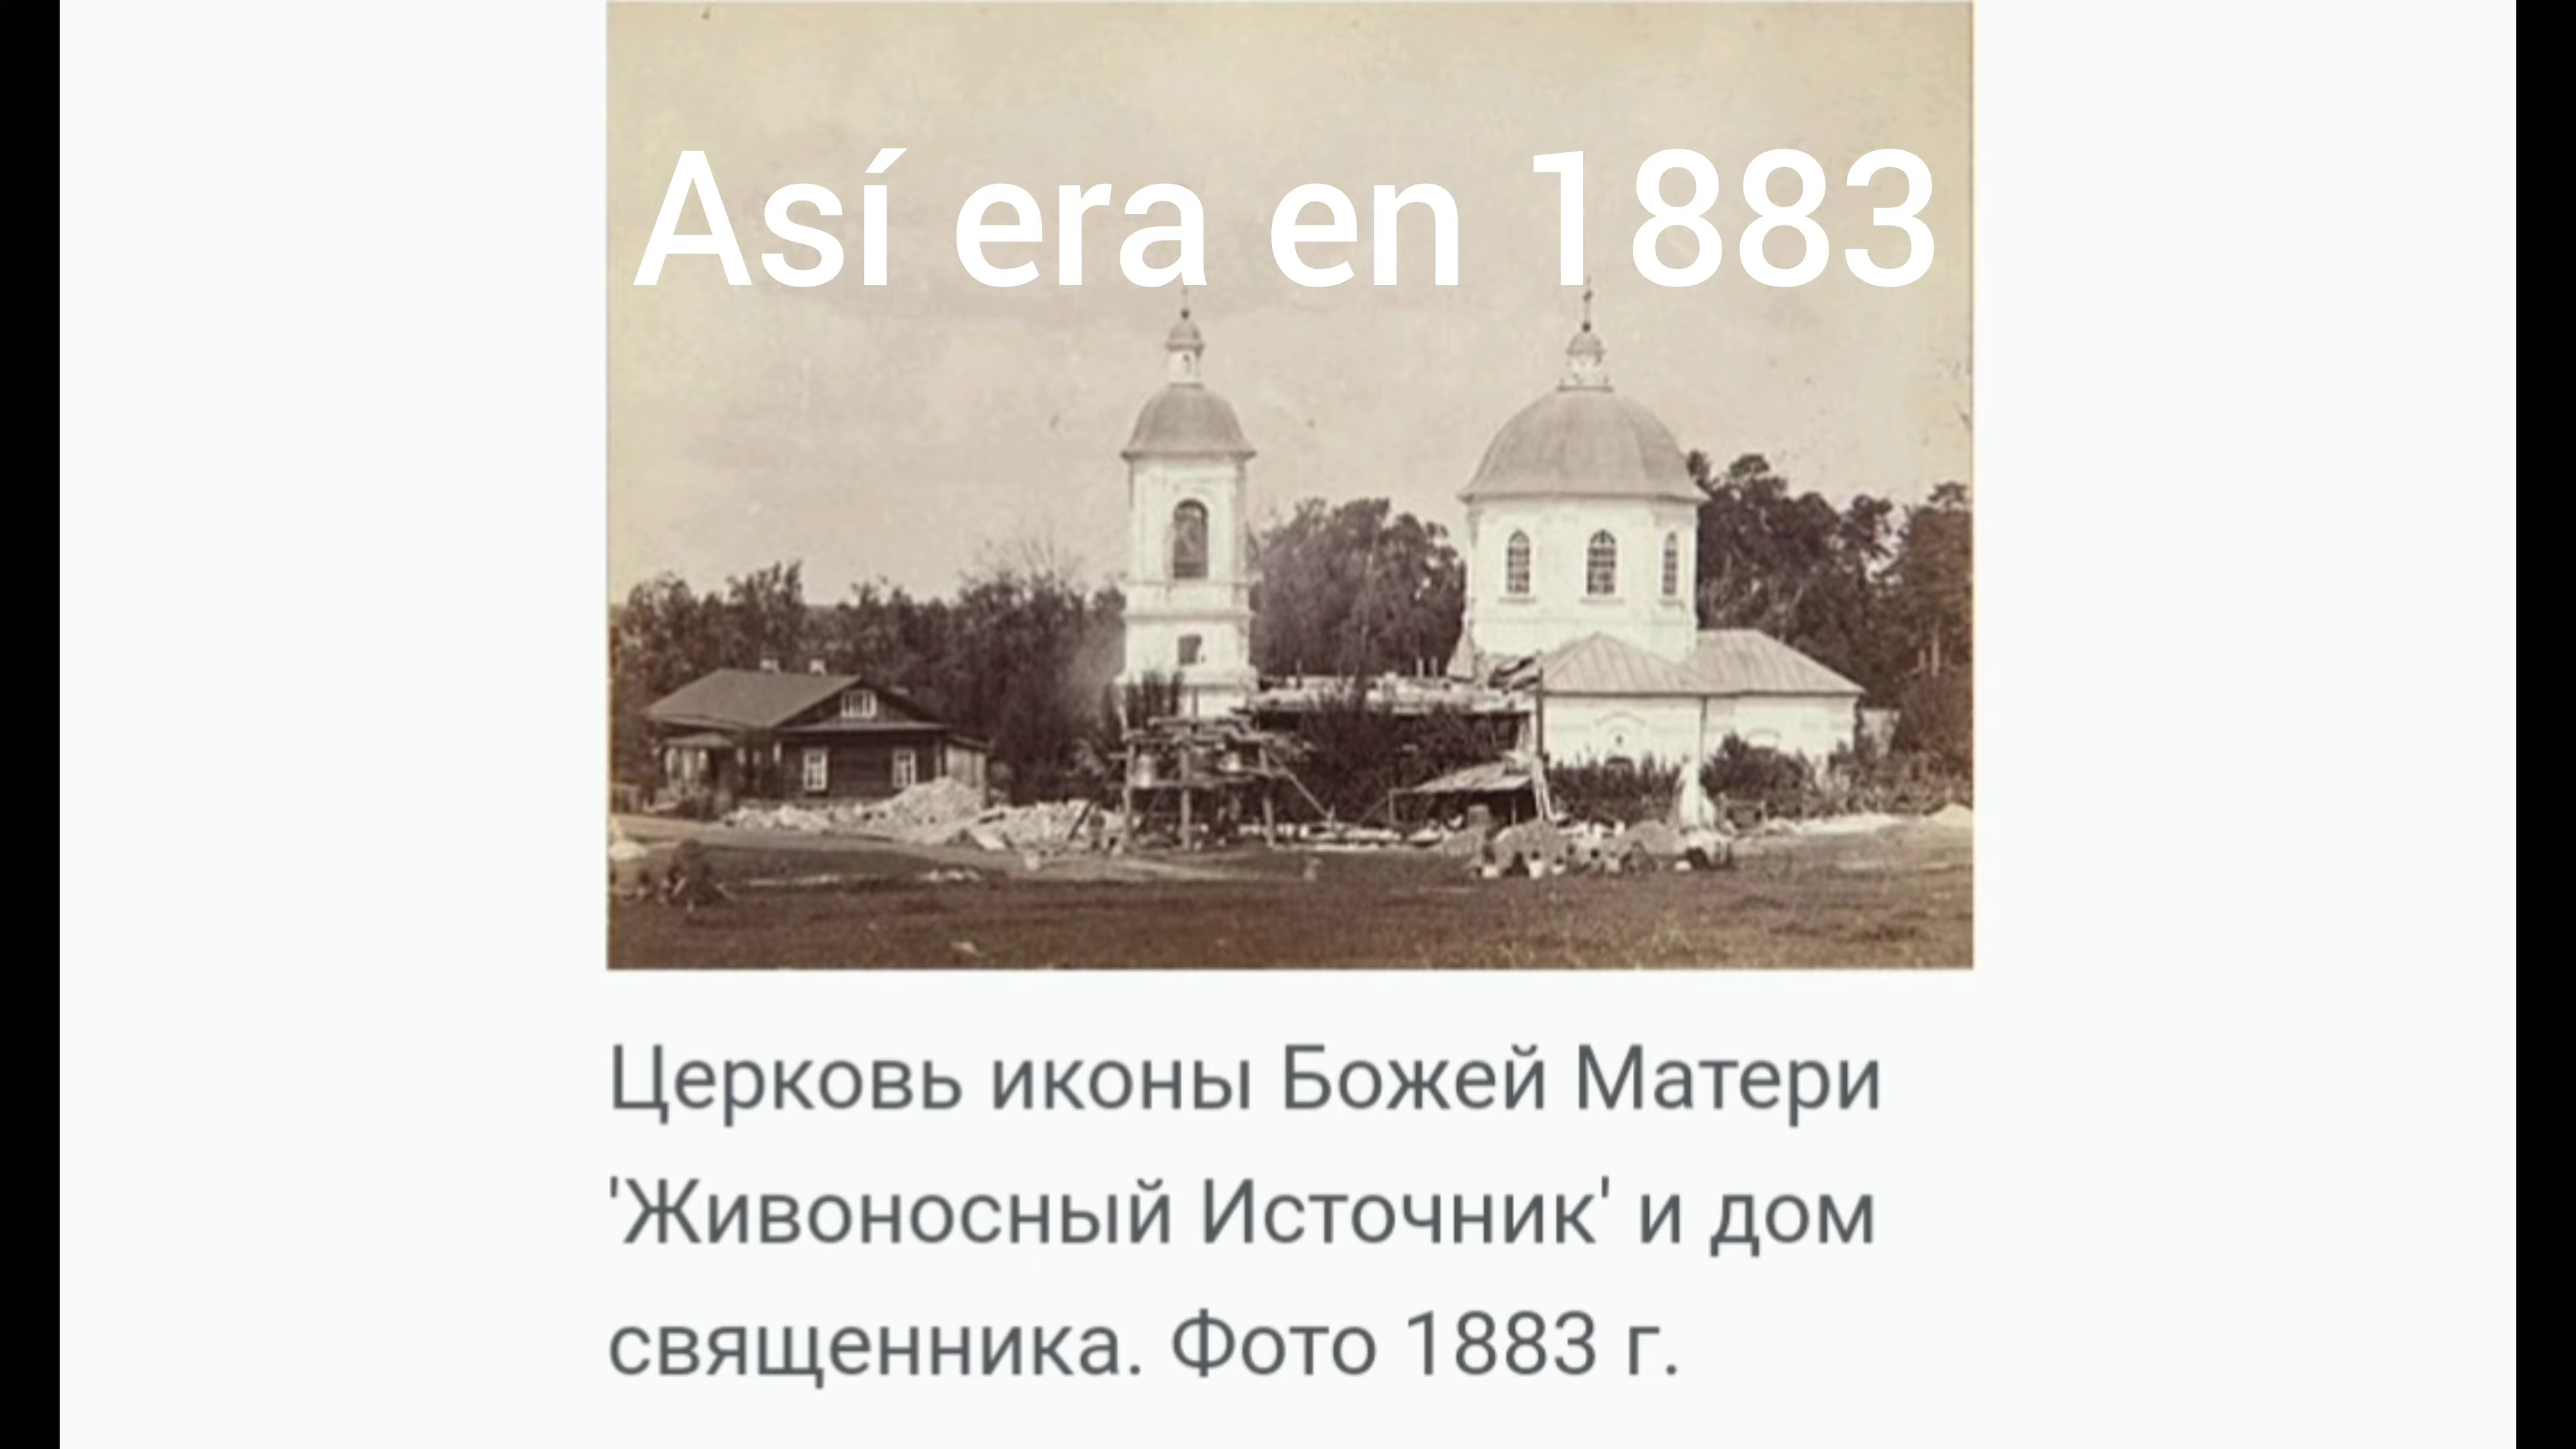 Así era en 1883
Церковь иконы Божей Матери
'Живоносный Источник' и дом
священника. Фото 1883 г.